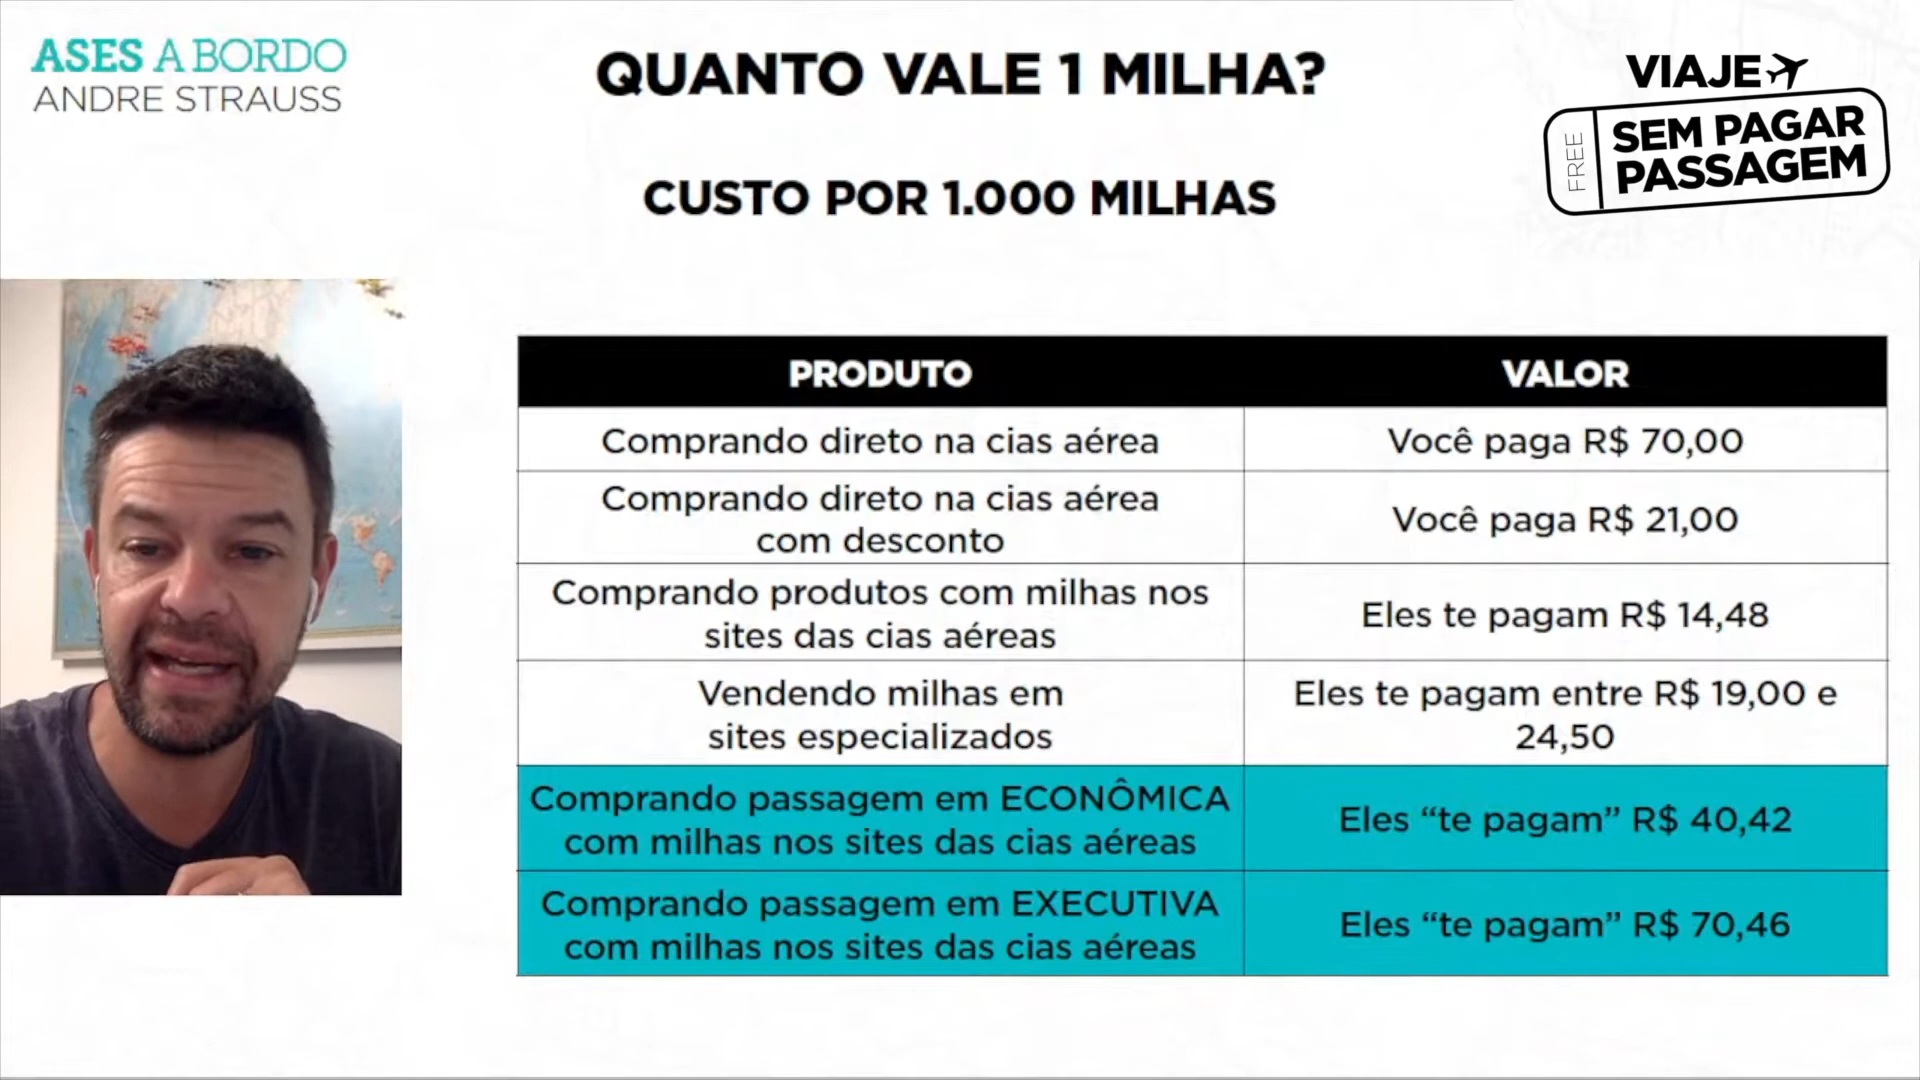 ASES A BORDO
ANDRE STRAUSS
QUANTO VALE 1 MILHA?
CUSTO POR 1.000 MILHAS
VIAJE
FREE
SEM PAGAR
PASSAGEM
PRODUTO
VALOR
Comprando direto na cias aérea
Você paga R$ 70,00
Comprando direto na cias aérea
com desconto
Você paga R$ 21,00
Comprando produtos com milhas nos
sites das cias aéreas
Eles te pagam R$ 14,48
Vendendo milhas em
sites especializados
Eles te pagam entre R$ 19,00 e
24,50
Comprando passagem em ECONÔMICA
com milhas nos sites das cias aéreas
Eles “te pagam” R$ 40,42
Comprando passagem em EXECUTIVA
com milhas nos sites das cias aéreas
Eles “te pagam” R$ 70,46